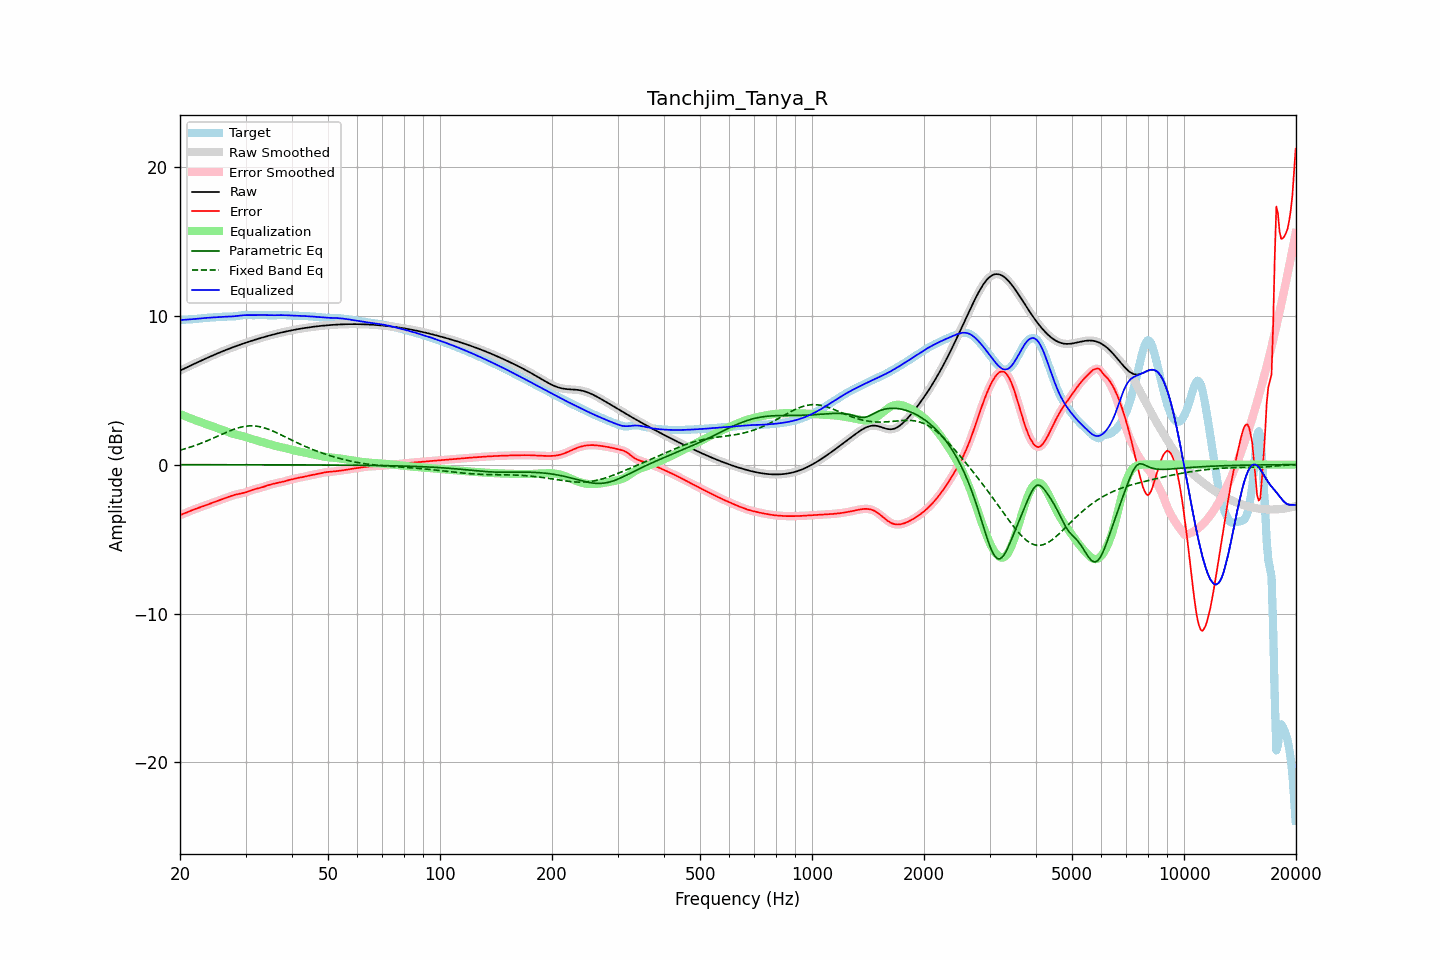 Tanchjim_Tanya_R
Target
Raw Smoothed
Error Smoothed
Raw
Error
Equalization
Parametric Eq
Fixed Band Eq
Equalized
20
10
0
−10
−20
Amplitude (dBr)
20
50
100
200
500
1000
2000
5000
10000
20000
Frequency (Hz)